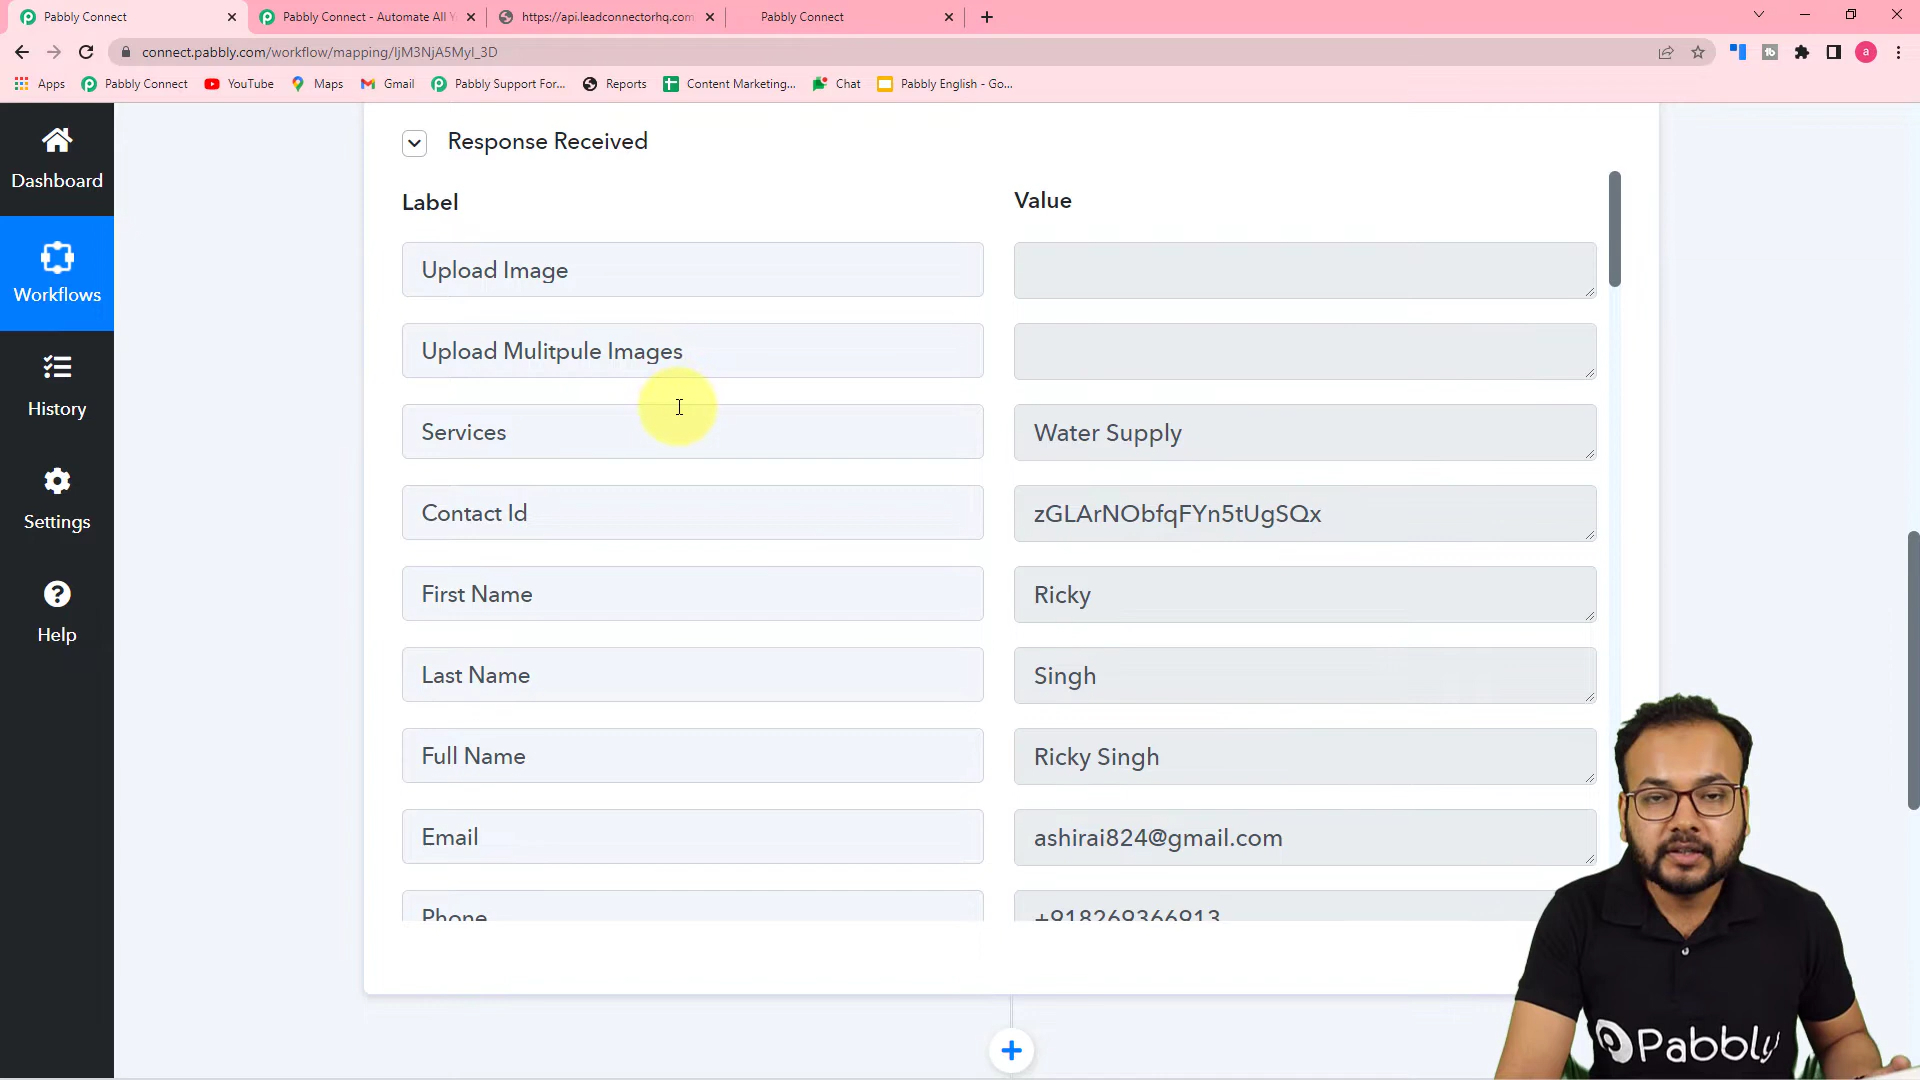 Pabbly Connect
Pabbly Connect - Automate All Y
https://api.leadconnectorhq.com
Pabbly Connect
connect.pabbly.com/workflow/mapping/IjM3NjA5MyI_3D
a
Apps
Pabbly Connect
YouTube
Maps
Gmail
Pabbly Support For...
Reports
Content Marketing...
Chat
Pabbly English - Go...
Dashboard
Workflows
History
Settings
Help
Response Received
Label
Value
Upload Image
Upload Mulitpule Images
Services
Water Supply
Contact Id
zGLArNObfqFYn5tUgSQx
First Name
Ricky
Last Name
Singh
Full Name
Ricky Singh
Email
ashirai824@gmail.com
Phone
+918269366913
Pabbly